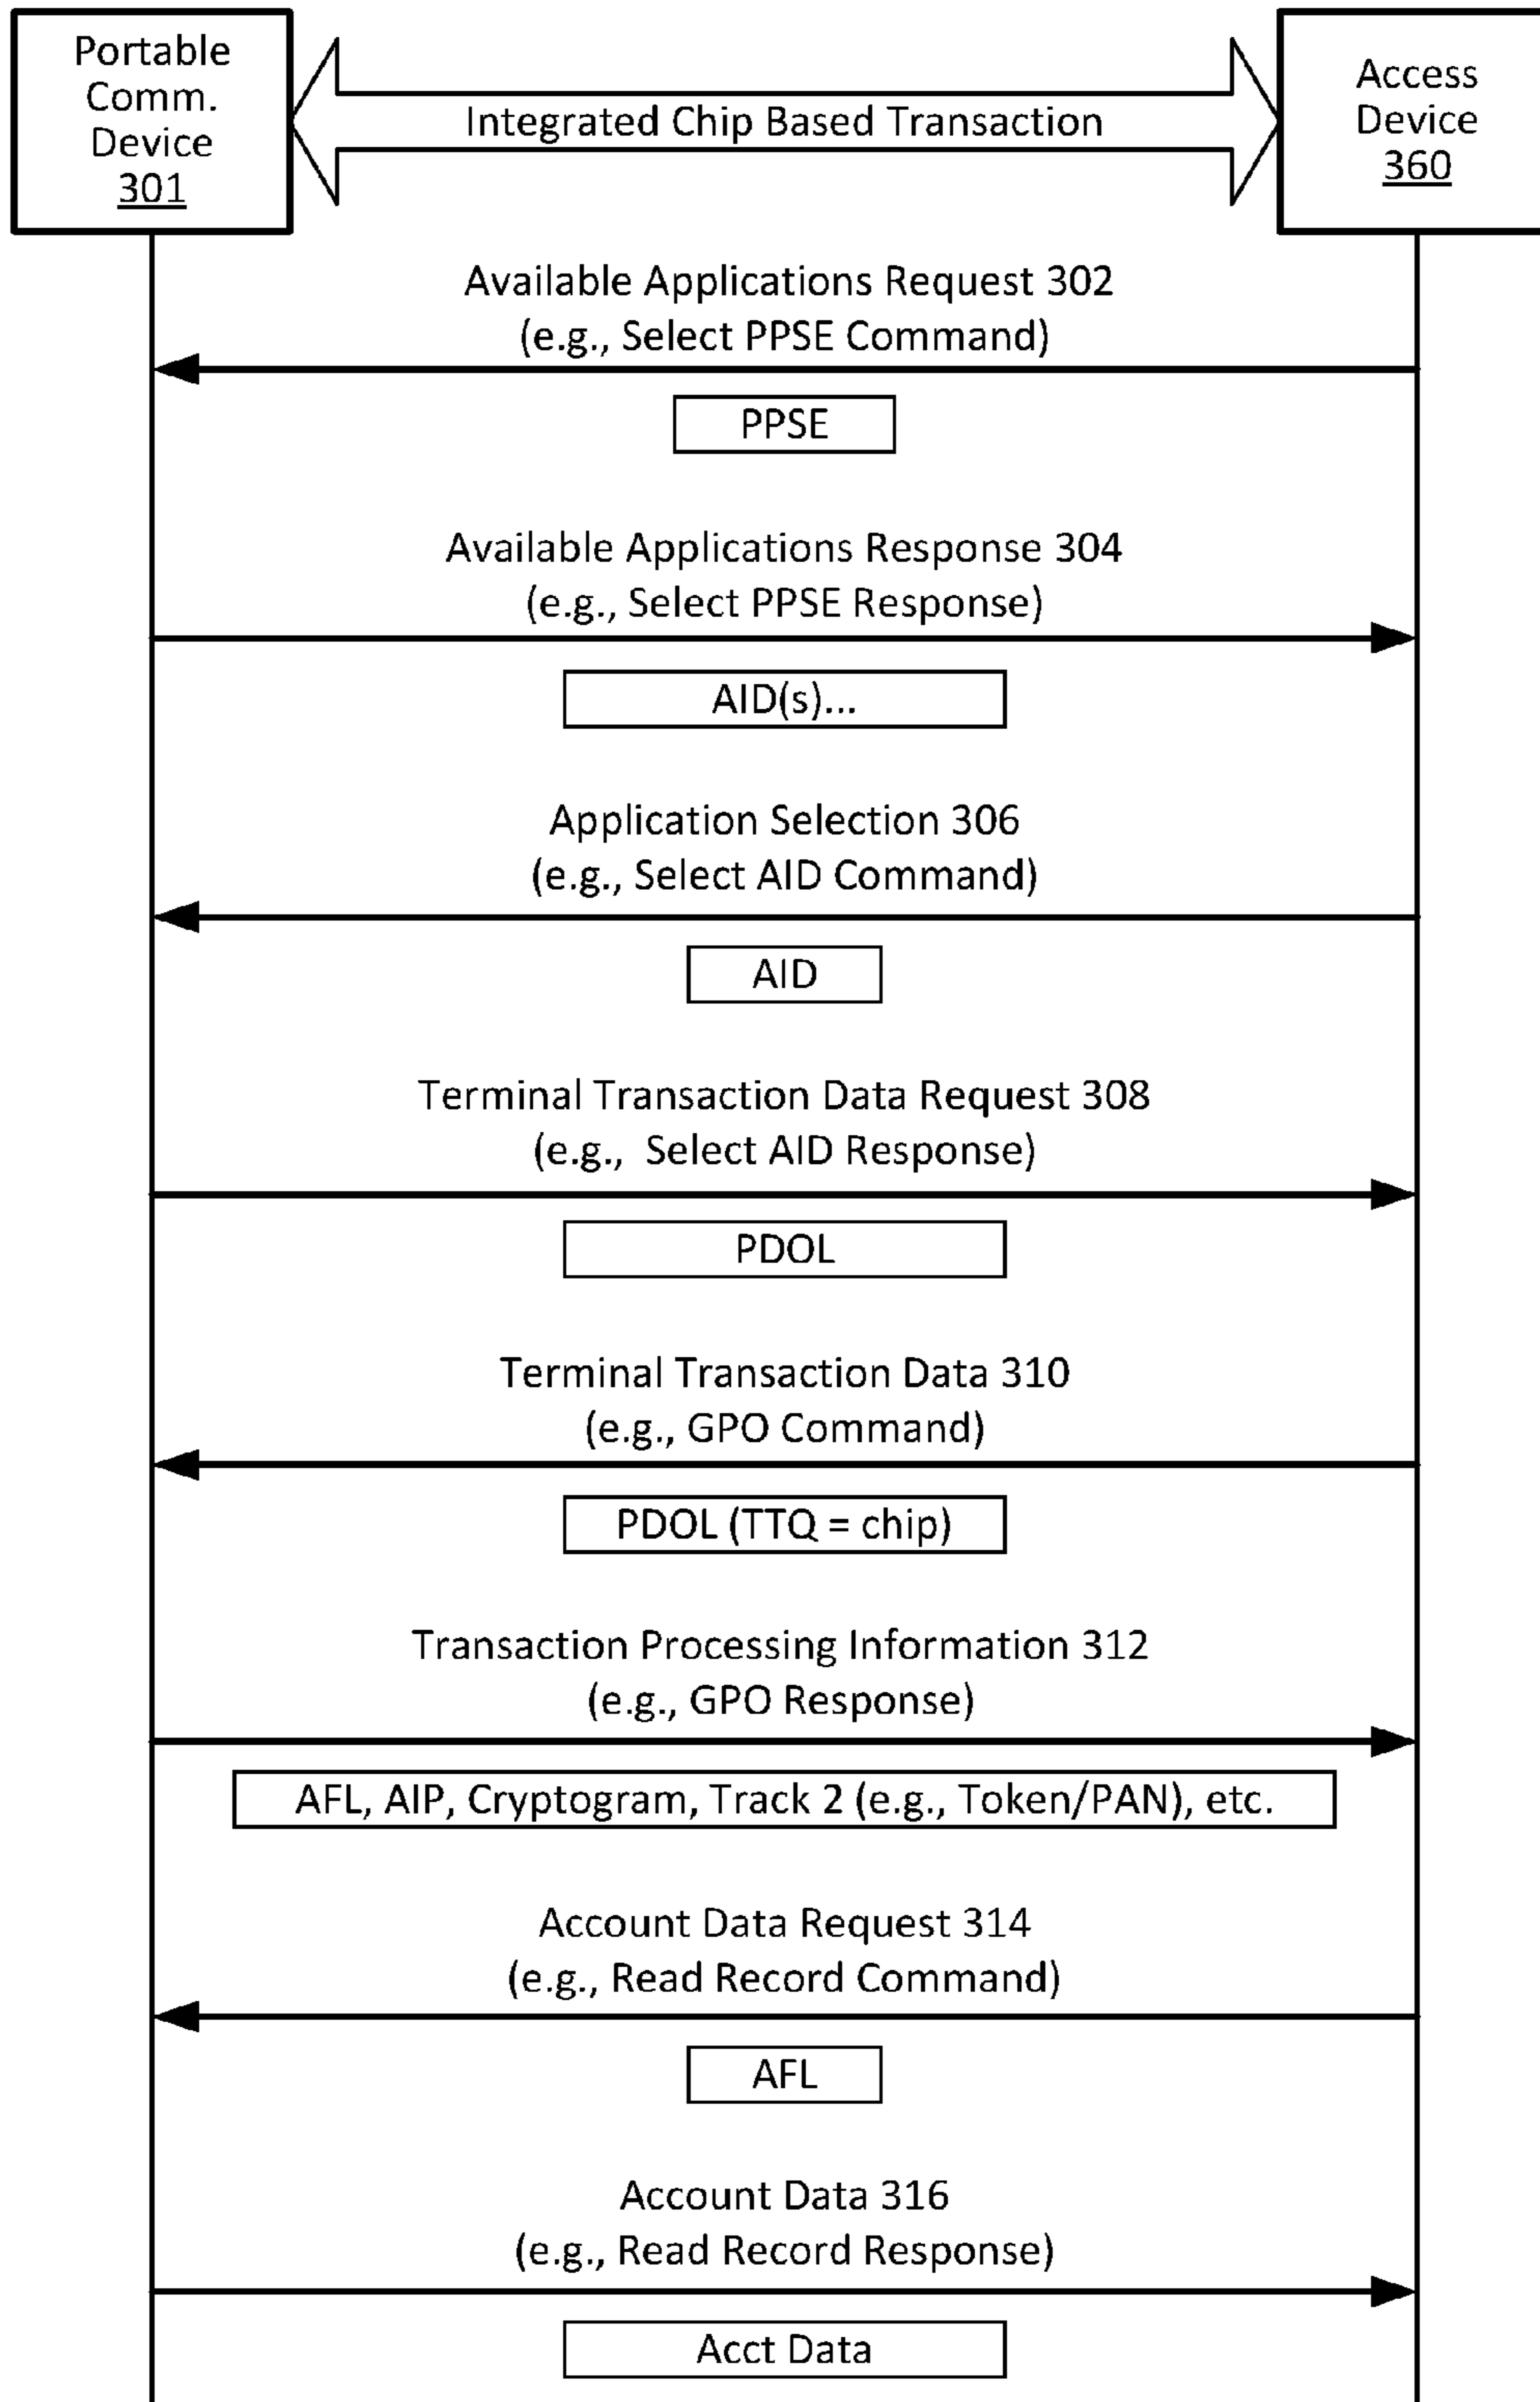 Portable
Comm.
Device
301
Integrated Chip Based Transaction
Access
Device
360
Available Applications Request 302
(e.g., Select PPSE Command)
PPSE
Available Applications Response 304
(e.g., Select PPSE Response)
AID(s)...
Application Selection 306
(e.g., Select AID Command)
AID
Terminal Transaction Data Request 308
(e.g., Select AID Response)
PDOL
Terminal Transaction Data 310
(e.g., GPO Command)
PDOL (TTQ = chip)
Transaction Processing Information 312
(e.g., GPO Response)
AFL, AIP, Cryptogram, Track 2 (e.g., Token/PAN), etc.
Account Data Request 314
(e.g., Read Record Command)
AFL
Account Data 316
(e.g., Read Record Response)
Acct Data